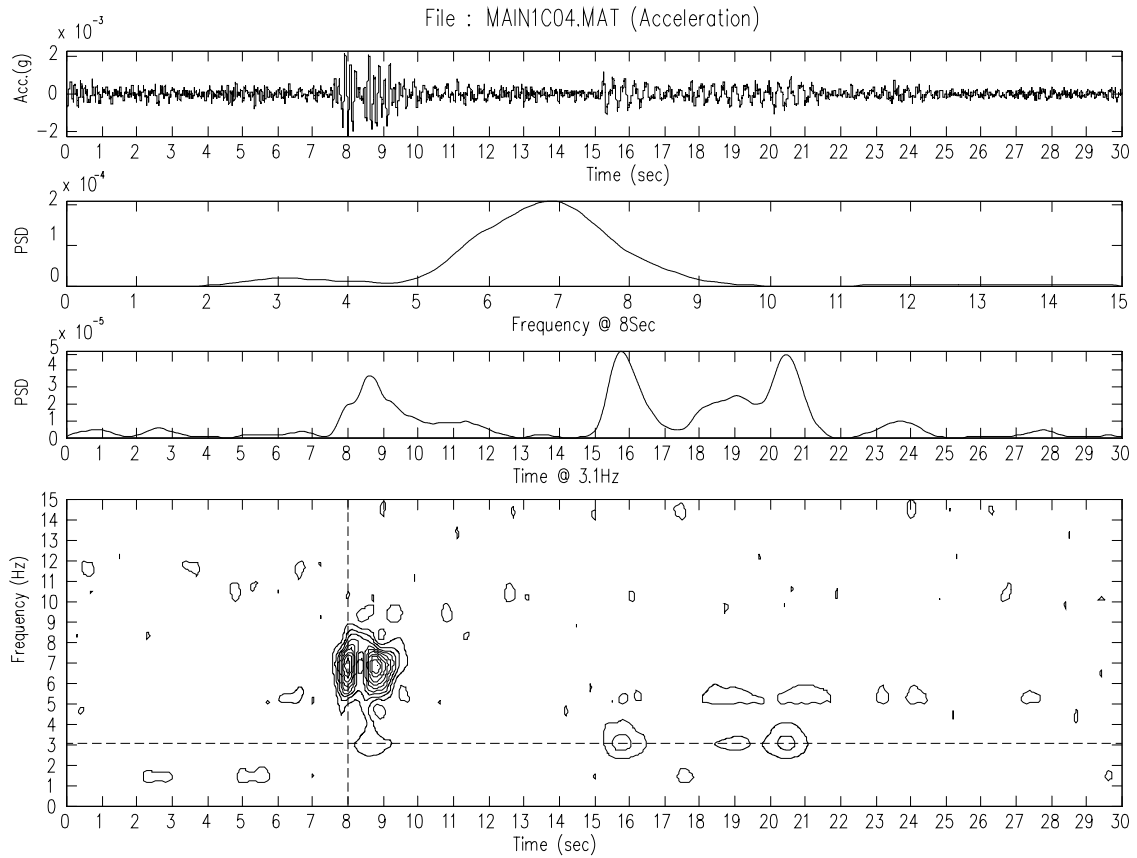 File : MAIN1C04.MAT (Acceleration)
x 10⁻³
Acc.(g)
2
0
-2
0 1 2 3 4 5 6 7 8 9 10 11 12 13 14 15 16 17 18 19 20 21 22 23 24 25 26 27 28 29 30
Time (sec)
x 10⁻⁴
PSD
2
1
0
0 1 2 3 4 5 6 7 8 9 10 11 12 13 14 15
Frequency @ 8Sec
x 10⁻⁵
PSD
5
4
3
2
1
0
0 1 2 3 4 5 6 7 8 9 10 11 12 13 14 15 16 17 18 19 20 21 22 23 24 25 26 27 28 29 30
Time @ 3.1Hz
Frequency (Hz)
15
14
13
12
11
10
9
8
7
6
5
4
3
2
1
0
0 1 2 3 4 5 6 7 8 9 10 11 12 13 14 15 16 17 18 19 20 21 22 23 24 25 26 27 28 29 30
Time (sec)